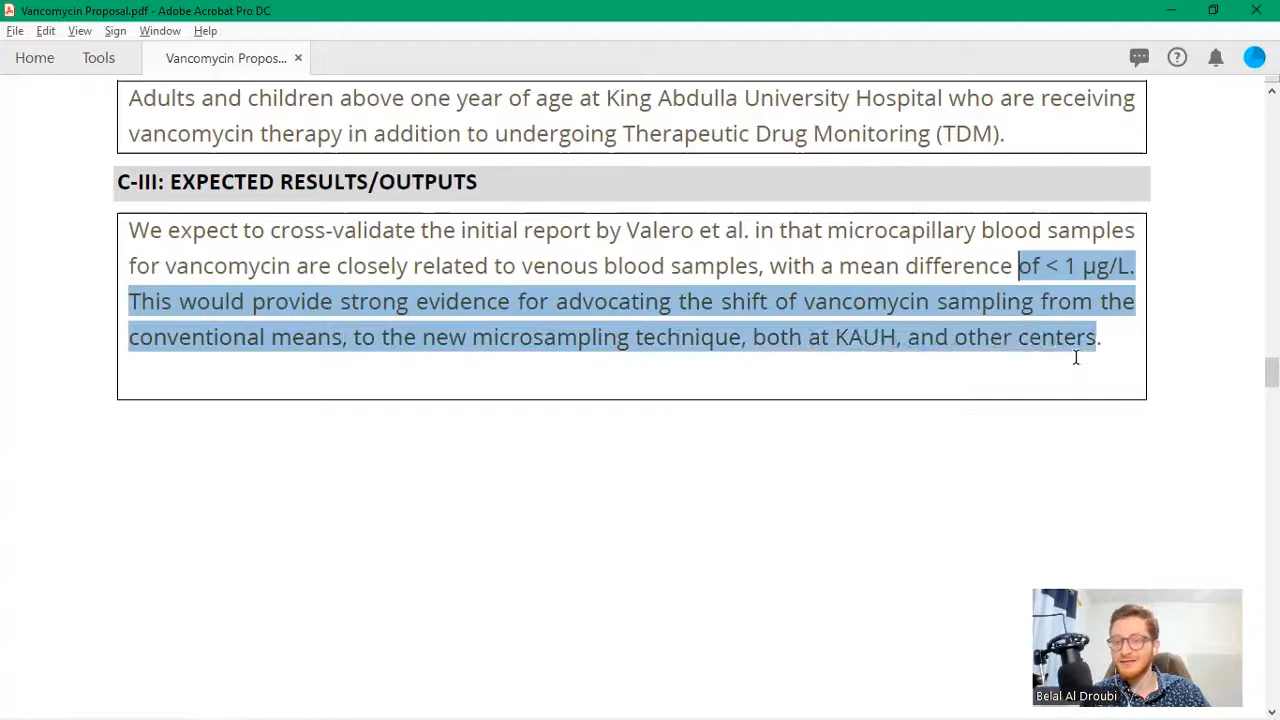 Vancomycin Proposal.pdf - Adobe Acrobat Pro DC
File Edit View Sign Window Help
Home Tools Vancomycin Propos... ×
Adults and children above one year of age at King Abdulla University Hospital who are receiving
vancomycin therapy in addition to undergoing Therapeutic Drug Monitoring (TDM).
C-III: EXPECTED RESULTS/OUTPUTS
We expect to cross-validate the initial report by Valero et al. in that microcapillary blood samples
for vancomycin are closely related to venous blood samples, with a mean difference of < 1 µg/L.
This would provide strong evidence for advocating the shift of vancomycin sampling from the
conventional means, to the new microsampling technique, both at KAUH, and other centers.
Belal Al Droubi